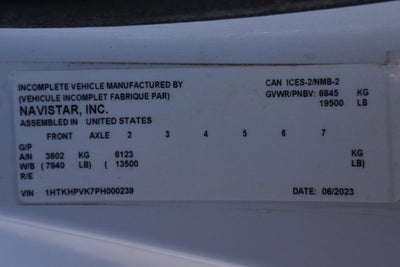 INCOMPLETE VEHICLE MANUFACTURED BY CAN ICES-2/NMB-2
(VEHICULE INCOMPLET FABRIQUE PAR) GVWR/PNBV: 8845 KG
NAVISTAR, INC. 19500 LB
ASSEMBLED IN UNITED STATES
FRONT AXLE 2 3 4 5 6 7
G/P
A/N 3602 KG 6123 KG
W/B ( 7940 LB) ( 13500 LB)
R/E
VIN 1HTKHPVK7PH000239 DATE: 06/2023